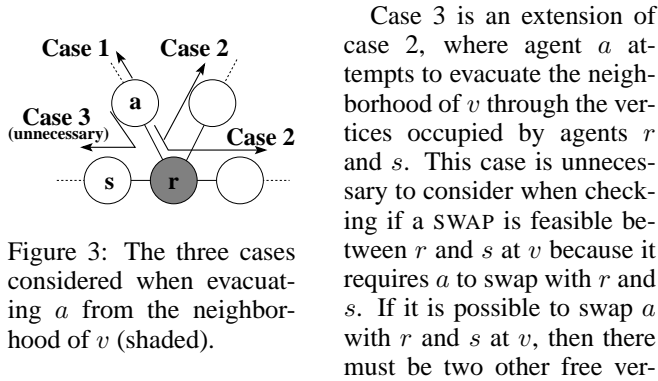 Case 1
Case 2
a
Case 3
(unnecessary)
Case 2
s
r
Figure 3: The three cases
considered when evacuat-
ing a from the neighbor-
hood of v (shaded).
Case 3 is an extension of
case 2, where agent a at-
tempts to evacuate the neigh-
borhood of v through the ver-
tices occupied by agents r
and s. This case is unneces-
sary to consider when check-
ing if a SWAP is feasible be-
tween r and s at v because it
requires a to swap with r and
s. If it is possible to swap a
with r and s at v, then there
must be two other free ver-